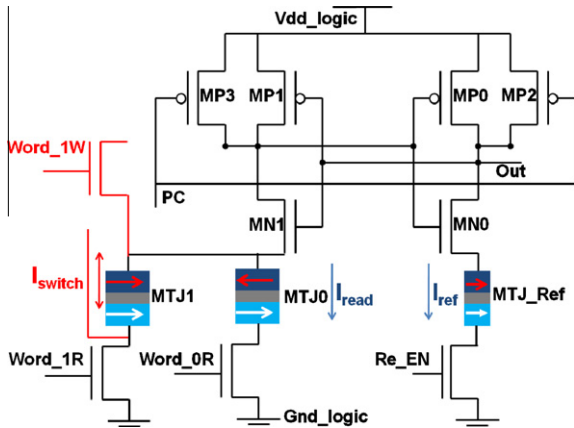 Vdd_logic
MP3
MP1
MP0
MP2
Word_1W
PC
Out
MN1
MN0
Iswitch
MTJ1
MTJ0
Iread
Iref
MTJ_Ref
Word_1R
Word_0R
Re_EN
Gnd_logic